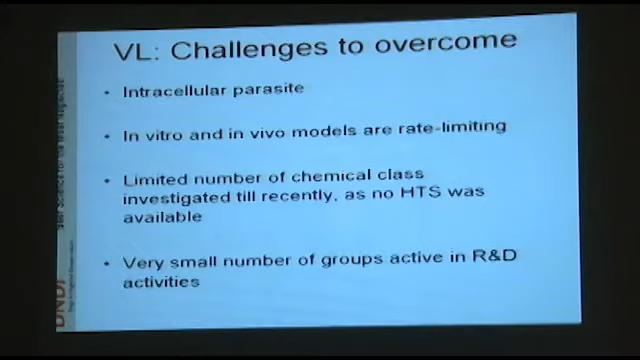 VL: Challenges to overcome
• Intracellular parasite
• In vitro and in vivo models are rate-limiting
• Limited number of chemical class
investigated till recently, as no HTS was
available
• Very small number of groups active in R&D
activities
DNDi